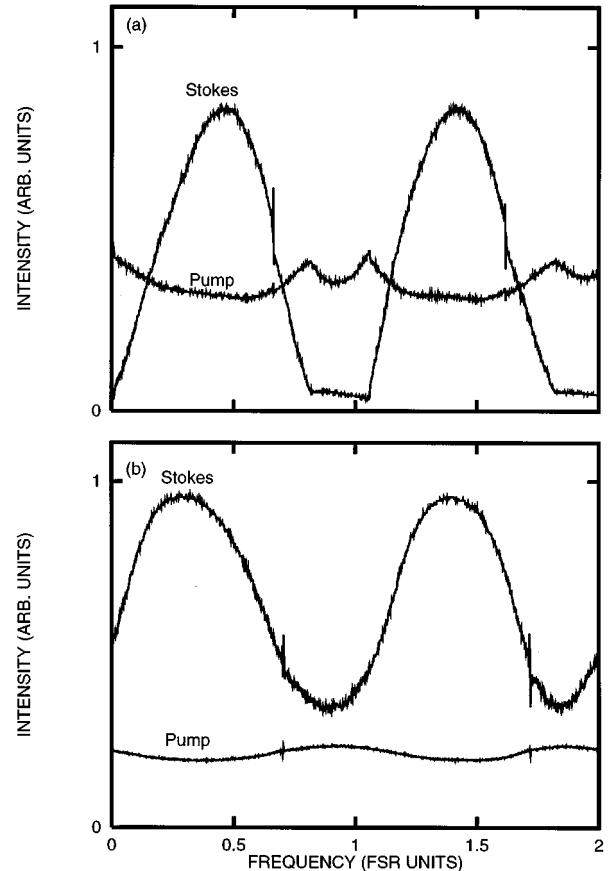 (a)
1
Stokes
Pump
0
INTENSITY (ARB. UNITS)
(b)
Stokes
1
Pump
0
INTENSITY (ARB. UNITS)
0 0.5 1 1.5 2
FREQUENCY (FSR UNITS)